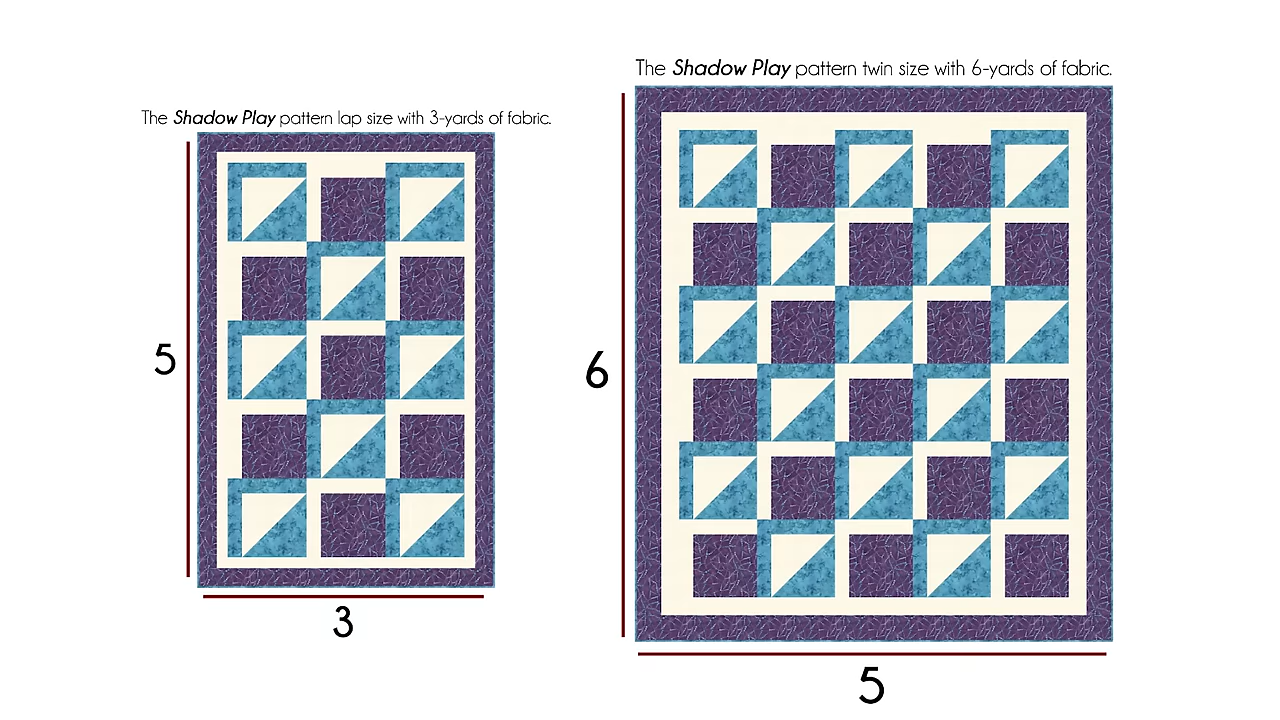 The Shadow Play pattern lap size with 3-yards of fabric.
5
3
The Shadow Play pattern twin size with 6-yards of fabric.
6
5